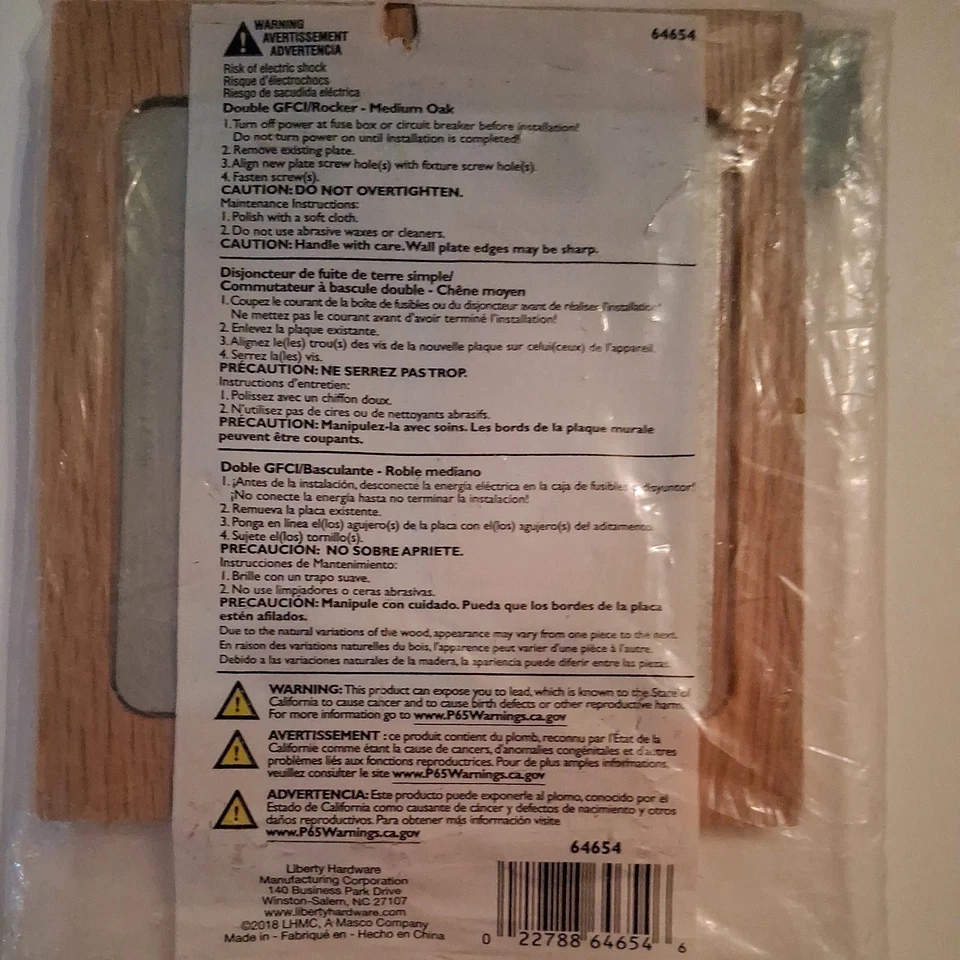 WARNING
AVERTISSEMENT
ADVERTENCIA
64654
Risk of electric shock
Risque d'électrochocs
Riesgo de sacudida eléctrica
Double GFCI/Rocker - Medium Oak
1. Turn off power at fuse box or circuit breaker before installation!
Do not turn power on until installation is completed!
2. Remove existing plate.
3. Align new plate screw hole(s) with fixture screw hole(s).
4. Fasten screw(s).
CAUTION: DO NOT OVERTIGHTEN.
Maintenance Instructions:
1. Polish with a soft cloth.
2. Do not use abrasive waxes or cleaners.
CAUTION: Handle with care. Wall plate edges may be sharp.
Disjoncteur de fuite de terre simple/
Commutateur à bascule double - Chêne moyen
1. Coupez le courant de la boîte de fusibles ou du disjoncteur avant de réaliser l'installation!
Ne mettez pas le courant avant d'avoir terminé l'installation!
2. Enlevez la plaque existante.
3. Alignez le(les) trou(s) des vis de la nouvelle plaque sur celui(ceux) de l'appareil.
4. Serrez la(les) vis.
PRÉCAUTION: NE SERREZ PAS TROP.
Instructions d'entretien:
1. Polissez avec un chiffon doux.
2. N'utilisez pas de cires ou de nettoyants abrasifs.
PRÉCAUTION: Manipulez-la avec soins. Les bords de la plaque murale
peuvent être coupants.
Doble GFCI/Basculante - Roble mediano
1. ¡Antes de la instalación, desconecte la energía eléctrica en la caja de fusibles o disyuntor!
¡No conecte la energía hasta no terminar la instalacion!
2. Remueva la placa existente.
3. Ponga en línea el(los) agujero(s) de la placa con el(los) agujero(s) del aditamento.
4. Sujete el(los) tornillo(s).
PRECAUCIÓN: NO SOBRE APRIETE.
Instrucciones de Mantenimiento:
1. Brille con un trapo suave.
2. No use limpiadores o ceras abrasivas.
PRECAUCIÓN: Manipule con cuidado. Pueda que los bordes de la placa
estén afilados.
Due to the natural variations of the wood, appearance may vary from one piece to the next.
En raison des variations naturelles du bois, l'apparence peut varier d'une pièce à l'autre.
Debido a las variaciones naturales de la madera, la apariencia puede diferir entre las piezas.
WARNING: This product can expose you to lead, which is known to the State of
California to cause cancer and to cause birth defects or other reproductive harm.
For more information go to www.P65Warnings.ca.gov
AVERTISSEMENT : ce produit contient du plomb, reconnu par l'État de la
Californie comme étant la cause de cancers, d'anomalies congénitales et d'autres
problèmes liés aux fonctions reproductrices. Pour de plus amples informations,
veuillez consulter le site www.P65Warnings.ca.gov
ADVERTENCIA: Este producto puede exponerle al plomo, conocido por el
Estado de California como causante de cáncer y defectos de nacimiento y otros
daños reproductivos. Para obtener más información visite
www.P65Warnings.ca.gov
64654
Liberty Hardware
Manufacturing Corporation
140 Business Park Drive
Winston-Salem, NC 27107
www.libertyhardware.com
©2018 LHMC, A Masco Company
Made in - Fabriqué en - Hecho en China
0 22788 64654 6